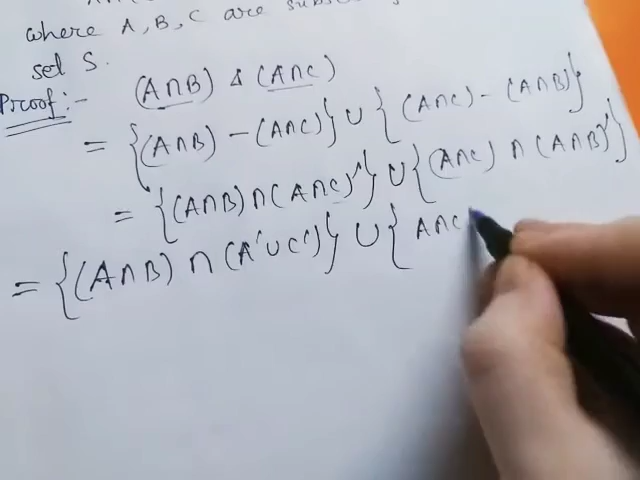 where A, B, C are
set S.
Proof :- (A∩B) Δ (A∩C)
= {(A∩B) - (A∩C)} ∪ {(A∩C) - (A∩B)}
= {(A∩B) ∩ (A∩C)'} ∪ {(A∩C) ∩ (A∩B)'}
= {(A∩B) ∩ (A'∪C')} ∪ {A∩C